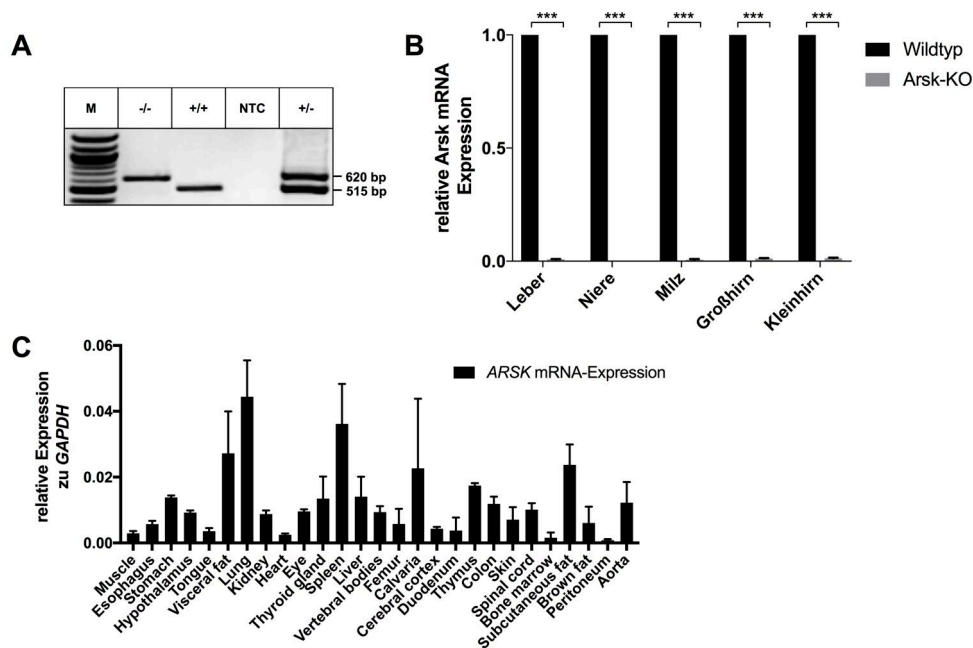 A
M -/- +/+ NTC +/-
620 bp
515 bp
B
*** *** *** *** ***
relative Arsk mRNA
Expression
1.0
0.5
0.0
Leber Niere Milz Großhirn Kleinhirn
Wildtyp
Arsk-KO
C
relative Expression
zu GAPDH
0.06
0.04
0.02
0.00
ARSK mRNA-Expression
Muscle
Esophagus
Stomach
Hypothalamus
Tongue
Visceral fat
Lung
Kidney
Heart
Eye
Thyroid gland
Spleen
Liver
Vertebral bodies
Femur
Calvaria
Cerebral cortex
Duodenum
Thymus
Colon
Skin
Spinal cord
Bone marrow
Subcutaneous fat
Brown fat
Peritoneum
Aorta